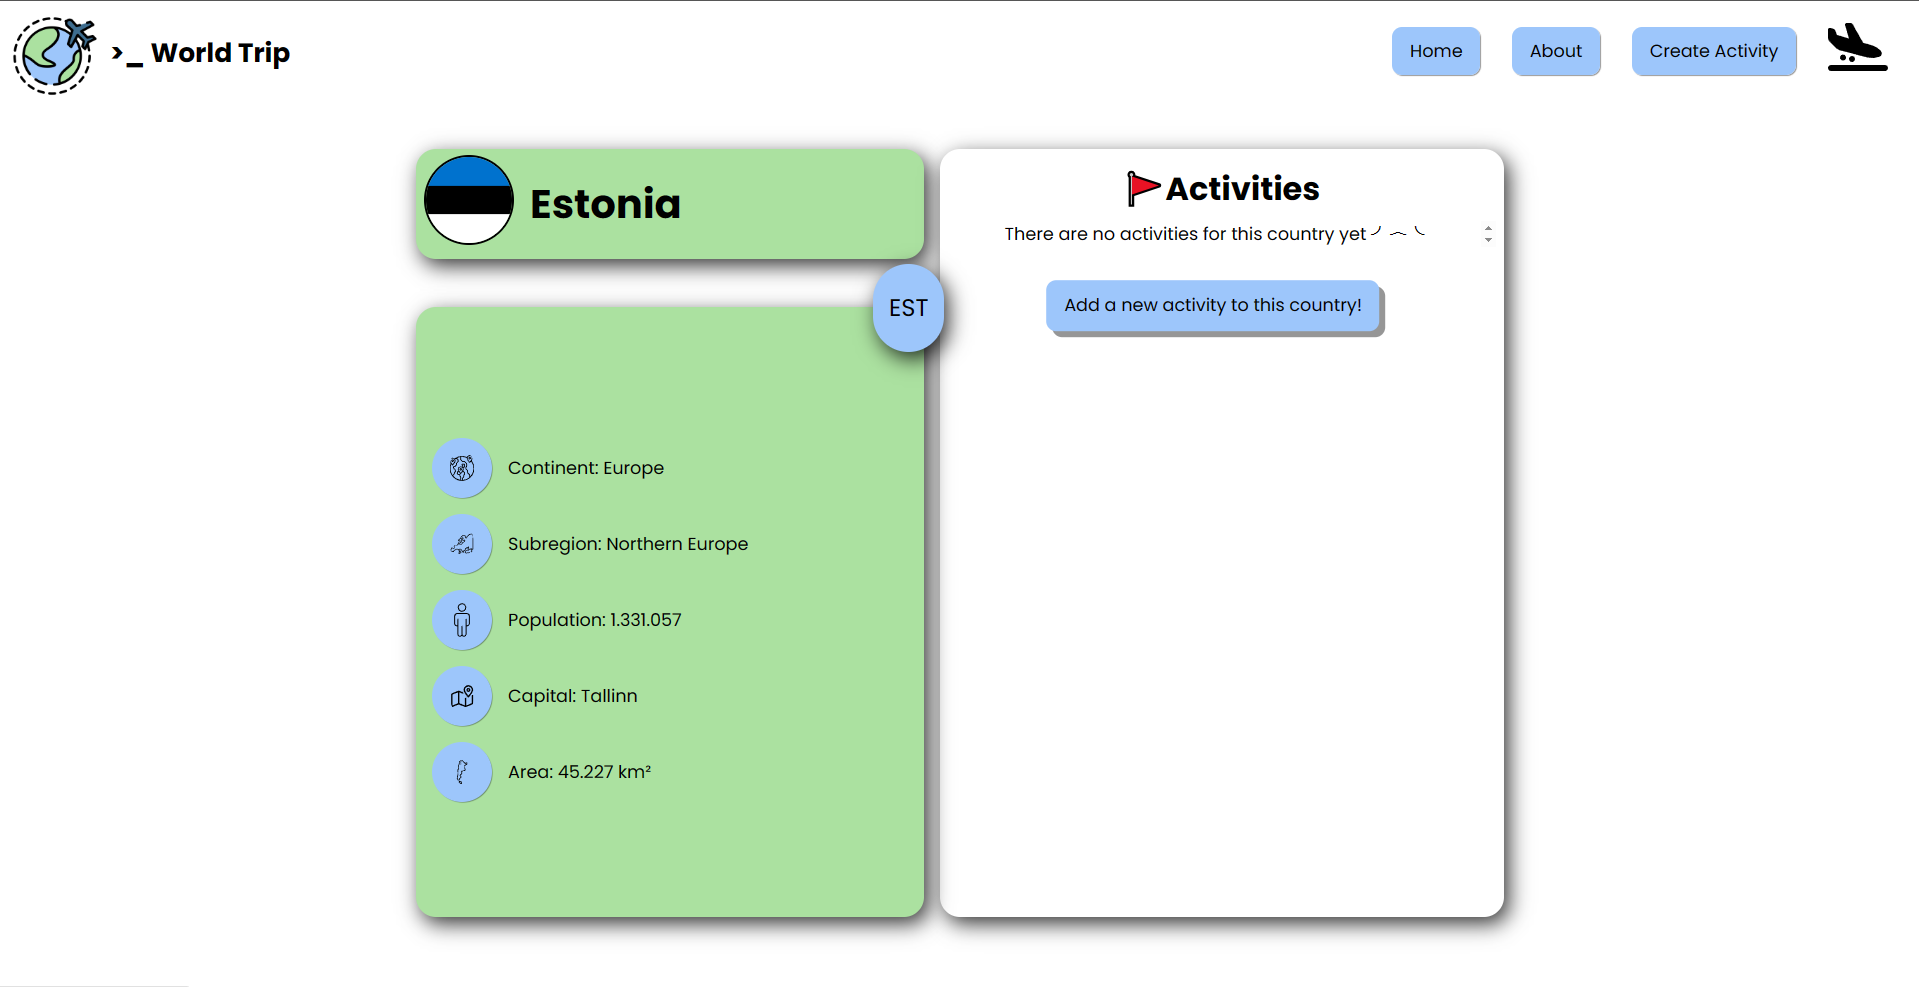 >_ World Trip
Home
About
Create Activity
Estonia
EST
Continent: Europe
Subregion: Northern Europe
Population: 1.331.057
Capital: Tallinn
Area: 45.227 km²
Activities
There are no activities for this country yet ╯︵╰
Add a new activity to this country!